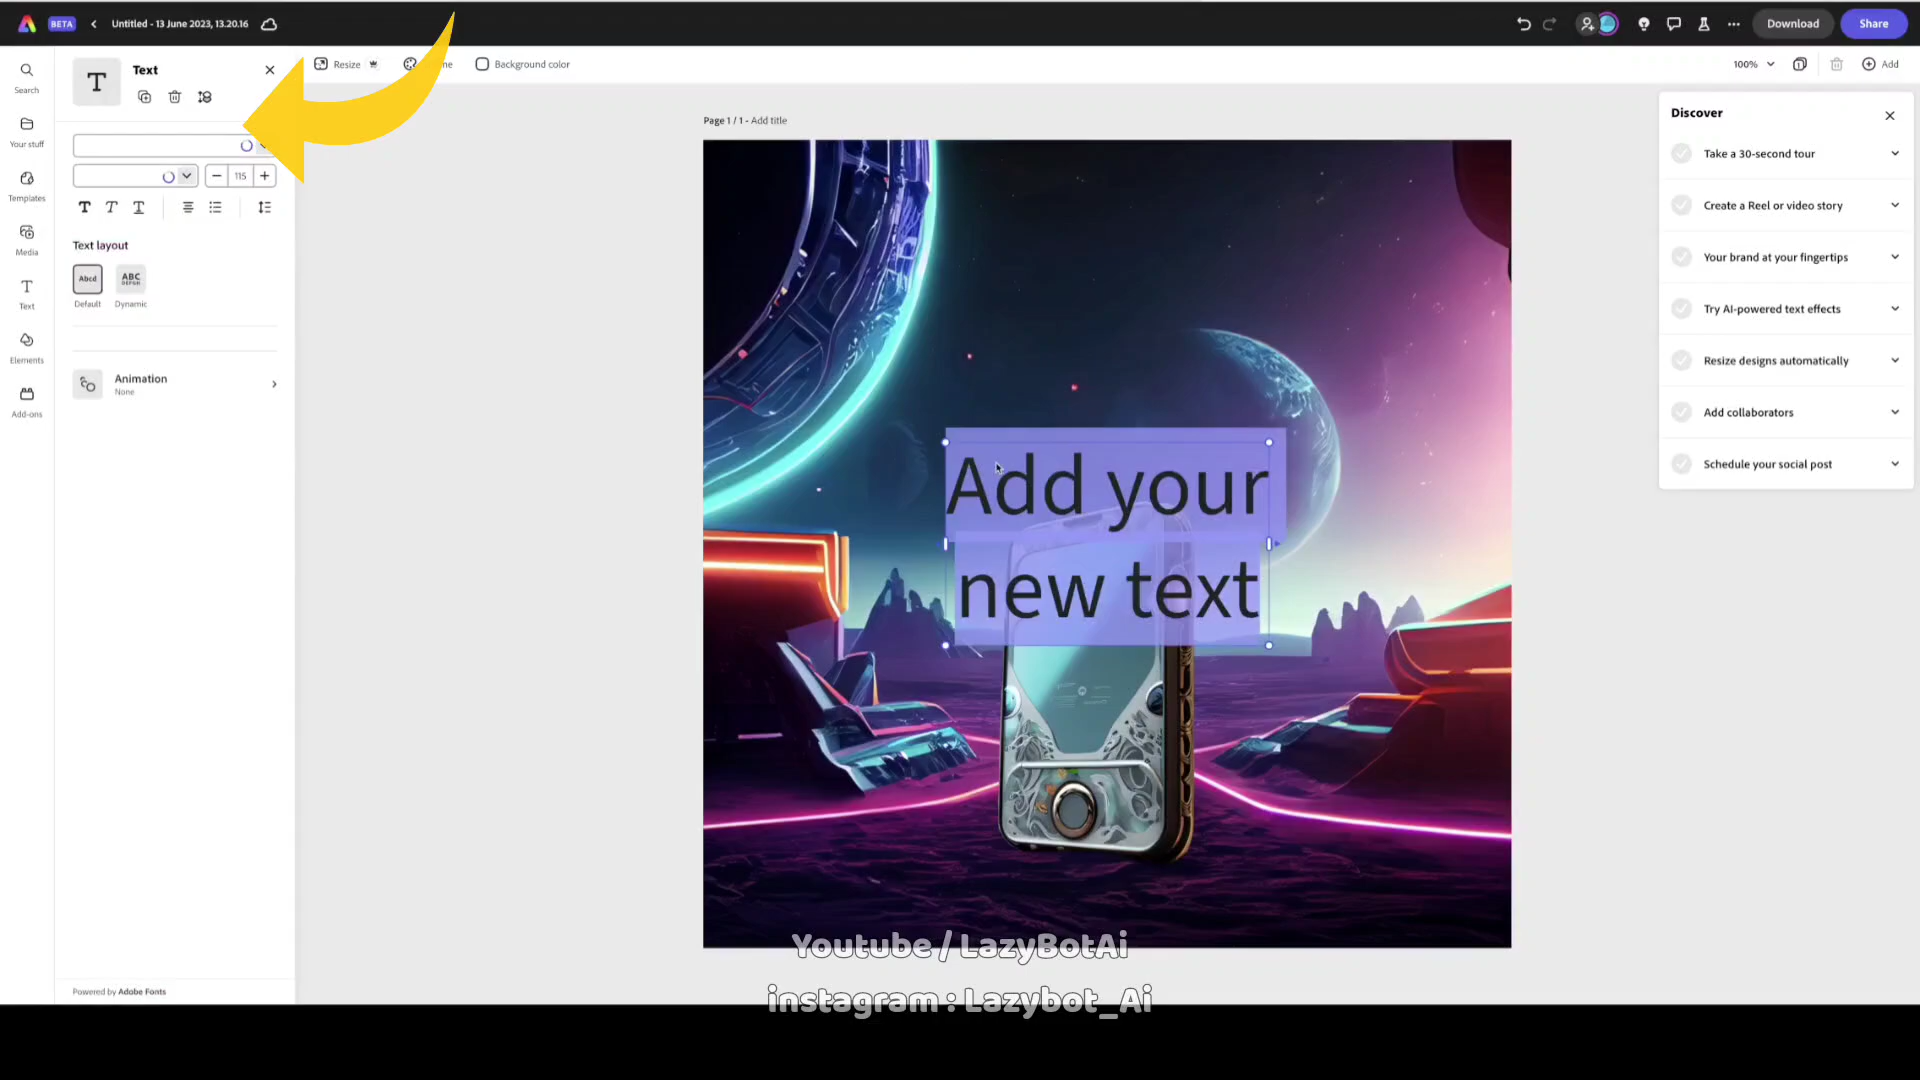 BETA
Untitled - 13 June 2023, 13.20.16
Download
Share
Search
Your stuff
Templates
Media
Text
Elements
Add-ons
T
Text
115
T T T
Text layout
Abcd
Default
ABC
DEFGH
Dynamic
Animation
None
Powered by Adobe Fonts
Resize
Background color
100%
Add
Page 1 / 1 - Add title
Add your
new text
Discover
Take a 30-second tour
Create a Reel or video story
Your brand at your fingertips
Try AI-powered text effects
Resize designs automatically
Add collaborators
Schedule your social post
Youtube / LazyBotAi
instagram : Lazybot_Ai